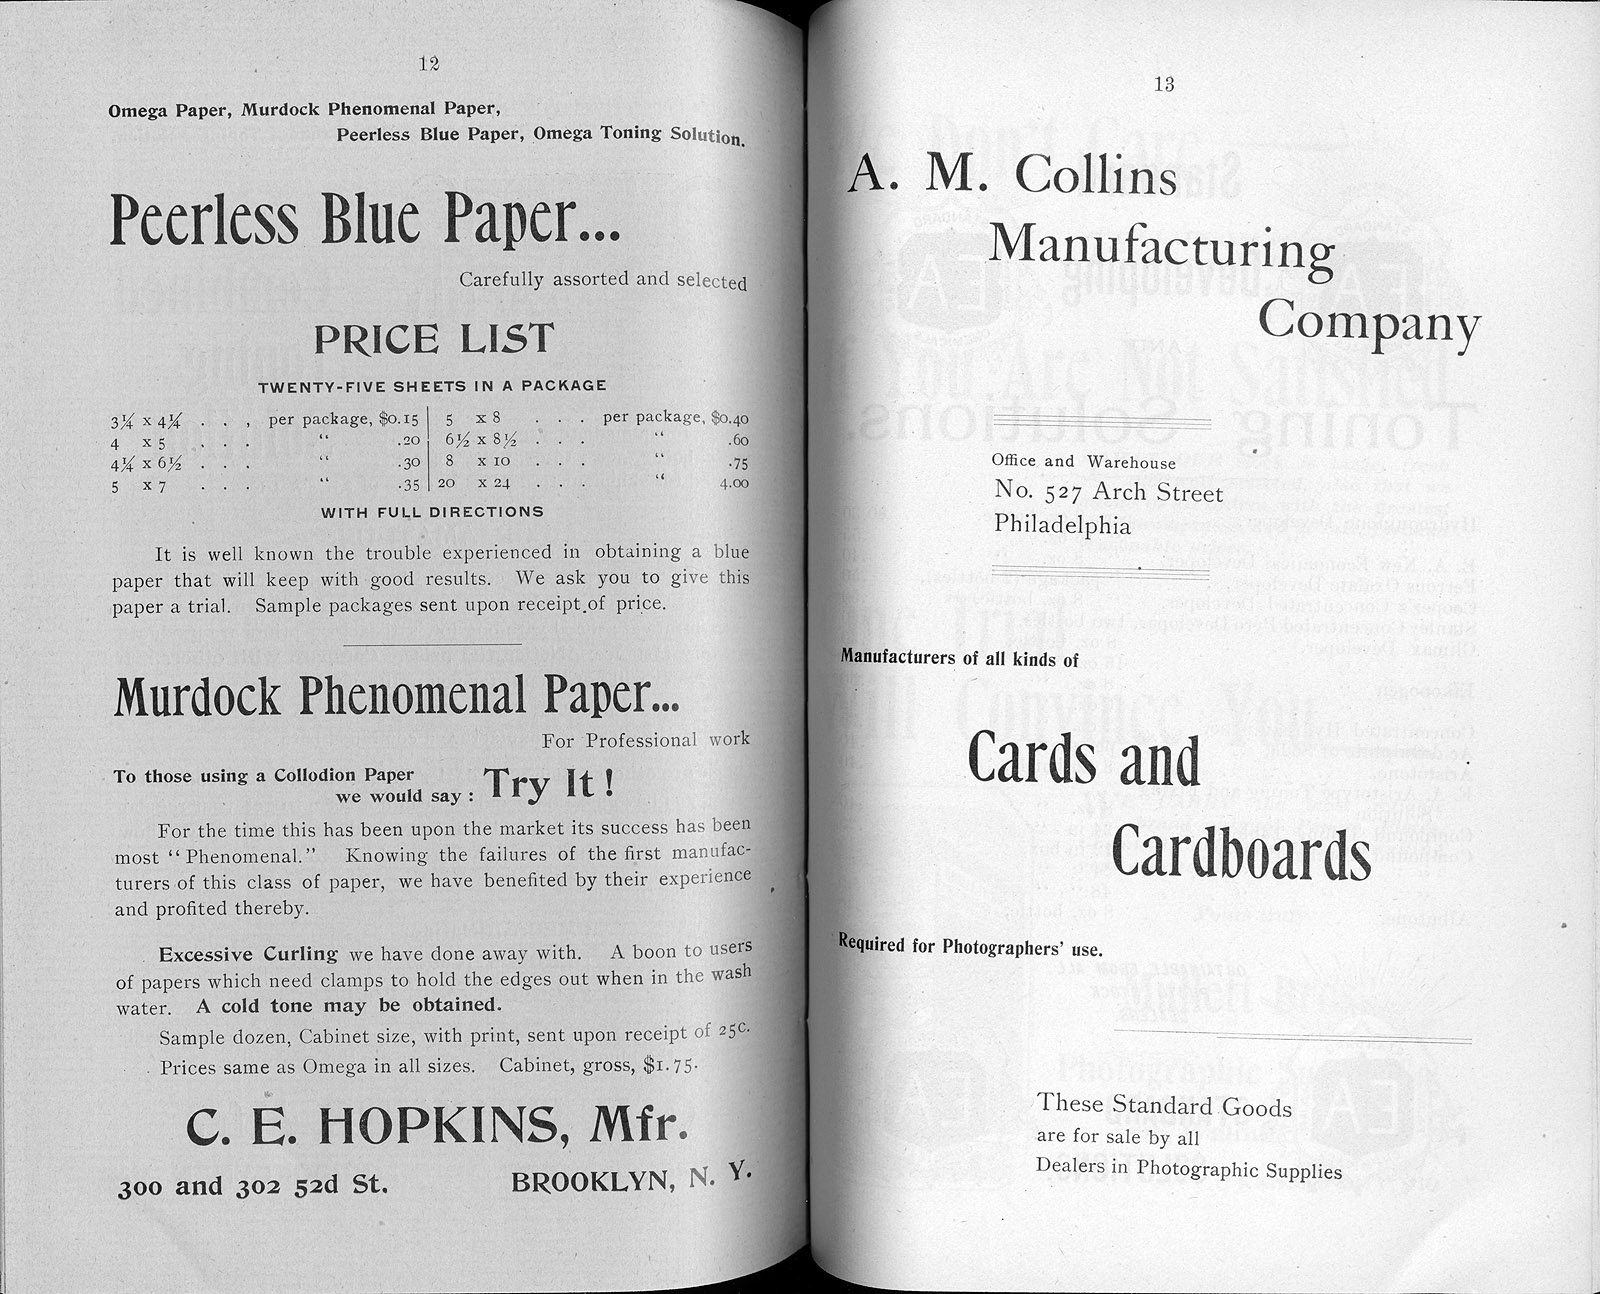 12
Omega Paper, Murdock Phenomenal Paper,
Peerless Blue Paper, Omega Toning Solution.
Peerless Blue Paper...
Carefully assorted and selected
PRICE LIST
TWENTY-FIVE SHEETS IN A PACKAGE
3¼ x 4¼ . . , per package, $0.15 | 5 x 8 . . . per package, $0.40
4 x 5 . . . “ .20 | 6½ x 8½ . . . “ .60
4¼ x 6½ . . . “ .30 | 8 x 10 . . . “ .75
5 x 7 . . . “ .35 | 20 x 24 . . . “ 4.00
WITH FULL DIRECTIONS
It is well known the trouble experienced in obtaining a blue
paper that will keep with good results. We ask you to give this
paper a trial. Sample packages sent upon receipt of price.
Murdock Phenomenal Paper...
For Professional work
To those using a Collodion Paper
we would say : Try It !
For the time this has been upon the market its success has been
most “Phenomenal.” Knowing the failures of the first manufac-
turers of this class of paper, we have benefited by their experience
and profited thereby.
Excessive Curling we have done away with. A boon to users
of papers which need clamps to hold the edges out when in the wash
water. A cold tone may be obtained.
Sample dozen, Cabinet size, with print, sent upon receipt of 25c.
Prices same as Omega in all sizes. Cabinet, gross, $1.75.
C. E. HOPKINS, Mfr.
300 and 302 52d St. BROOKLYN, N. Y.
13
A. M. Collins
Manufacturing
Company
Office and Warehouse
No. 527 Arch Street
Philadelphia
Manufacturers of all kinds of
Cards and
Cardboards
Required for Photographers' use.
These Standard Goods
are for sale by all
Dealers in Photographic Supplies